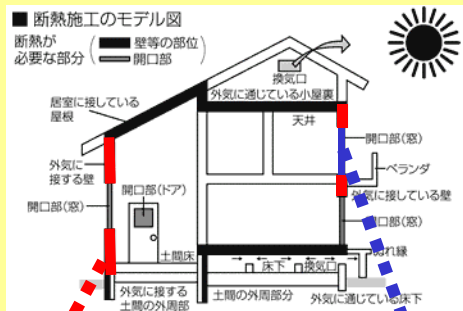 ■ 断熱施工のモデル図
断熱が
必要な部分
壁等の部位
開口部
換気口
外気に通じている小屋裏
居室に接している
屋根
天井
開口部(窓)
外気に
接する壁
ベランダ
開口部(ドア)
外気に接している壁
開口部(窓)
開口部(窓)
土間床
ぬれ縁
床下
換気口
外気に接する
土間の外周部
土間の外周部分
外気に通じている床下